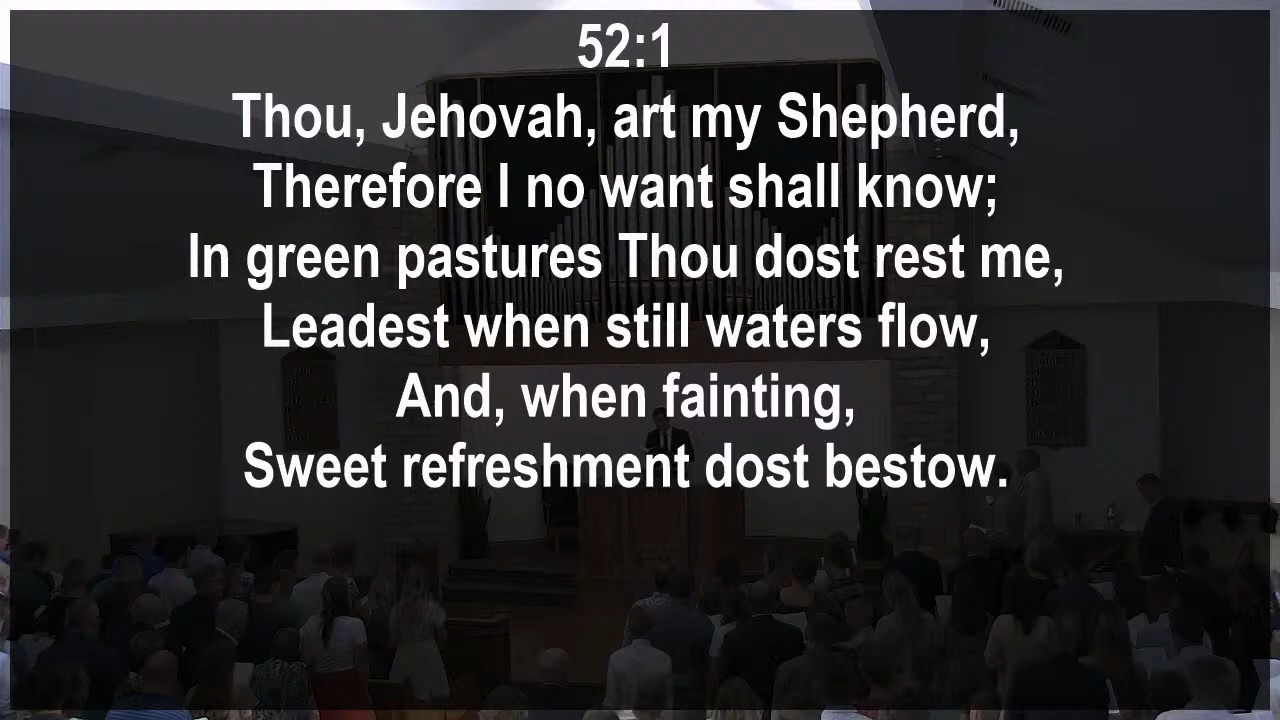 52:1
Thou, Jehovah, art my Shepherd,
Therefore I no want shall know;
In green pastures Thou dost rest me,
Leadest when still waters flow,
And, when fainting,
Sweet refreshment dost bestow.